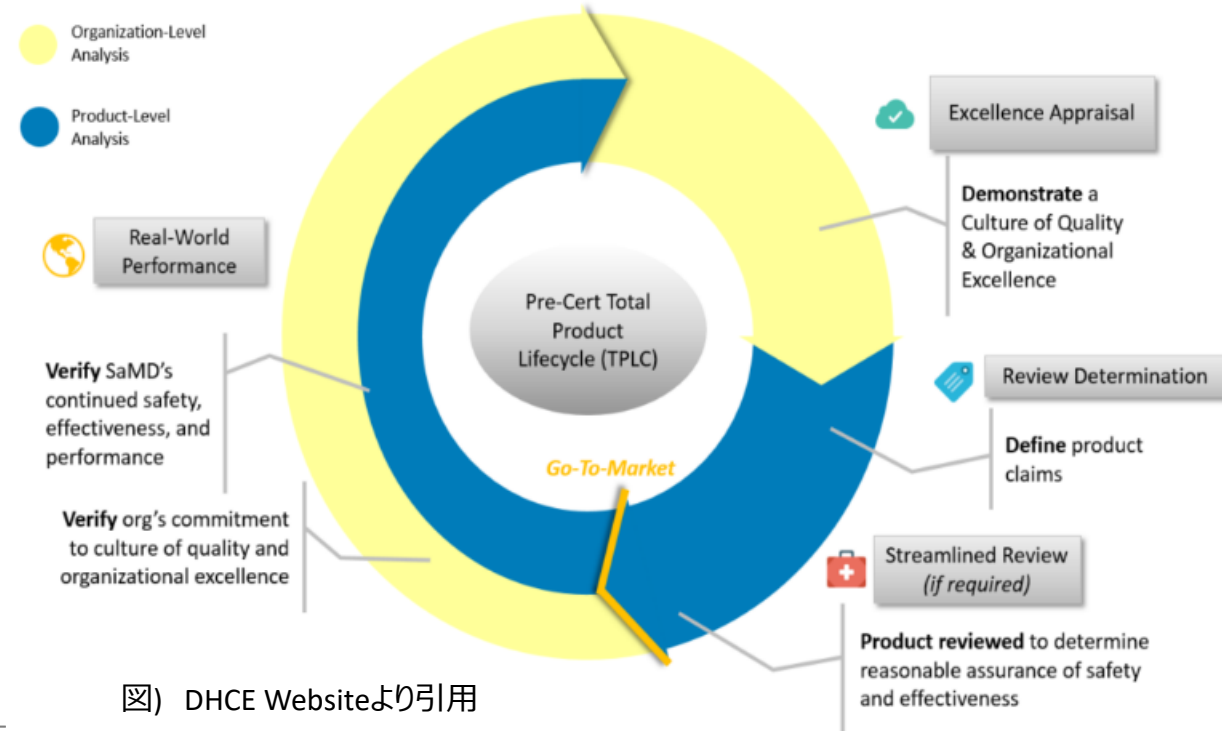 Organization-Level
Analysis
Product-Level
Analysis
Excellence Appraisal
Demonstrate a
Culture of Quality
& Organizational
Excellence
Real-World
Performance
Pre-Cert Total
Product
Lifecycle (TPLC)
Review Determination
Define product
claims
Verify SaMD's
continued safety,
effectiveness, and
performance
Go-To-Market
Verify org's commitment
to culture of quality and
organizational excellence
Streamlined Review
(if required)
Product reviewed to determine
reasonable assurance of safety
and effectiveness
図) DHCE Websiteより引用